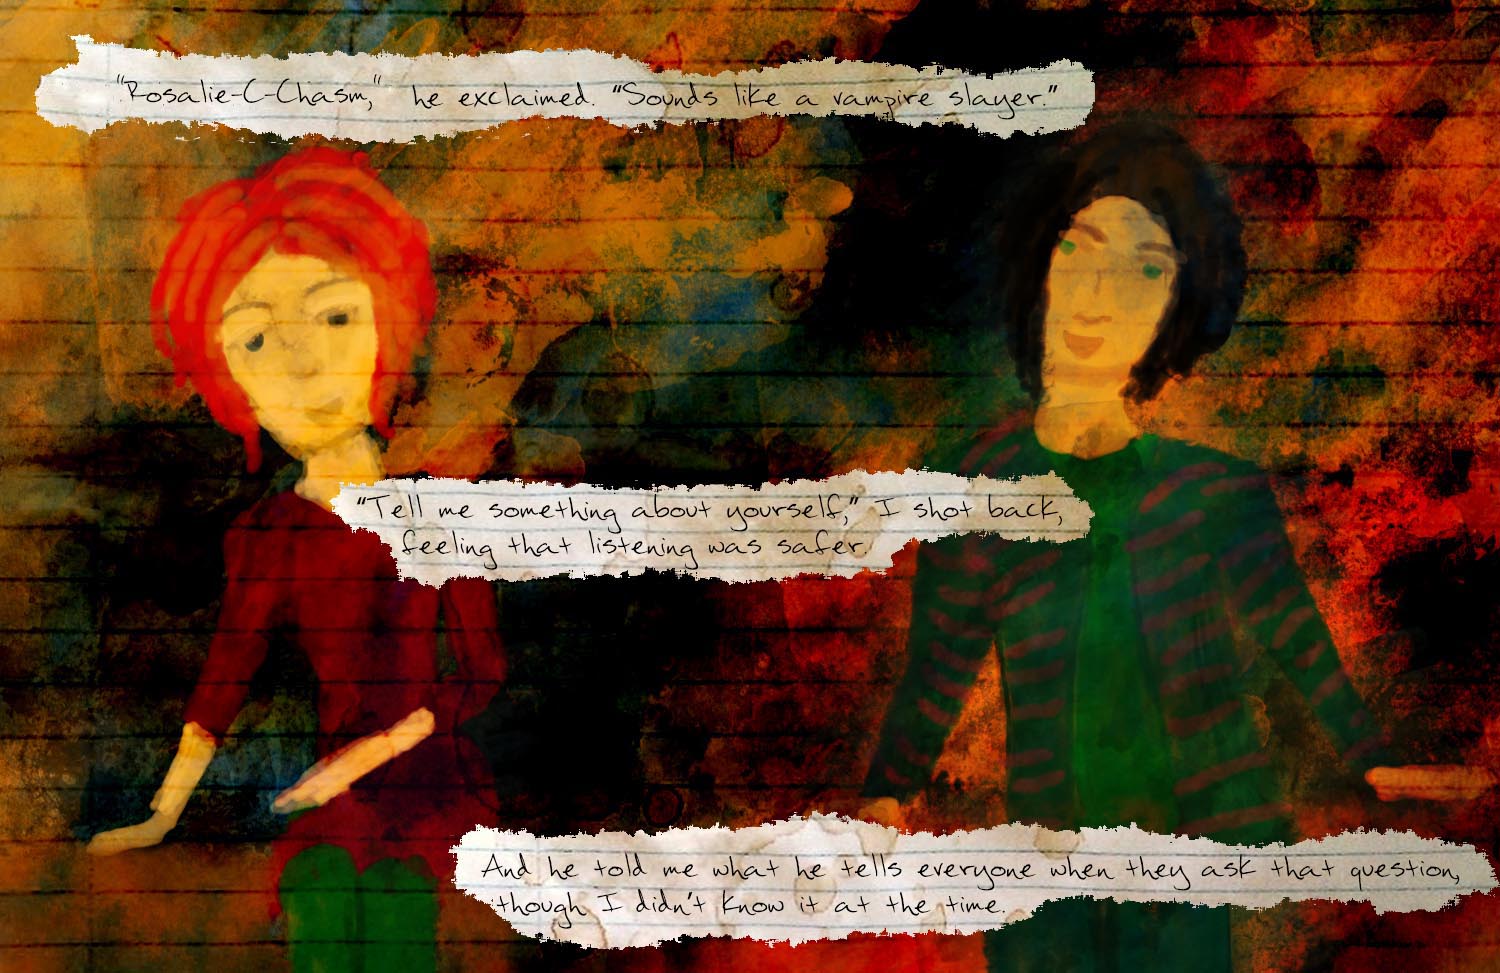 "Rosalie-C-Chasm," he exclaimed. "Sounds like a vampire slayer."
"Tell me something about yourself," I shot back,
feeling that listening was safer.
And he told me what he tells everyone when they ask that question,
though I didn't know it at the time.